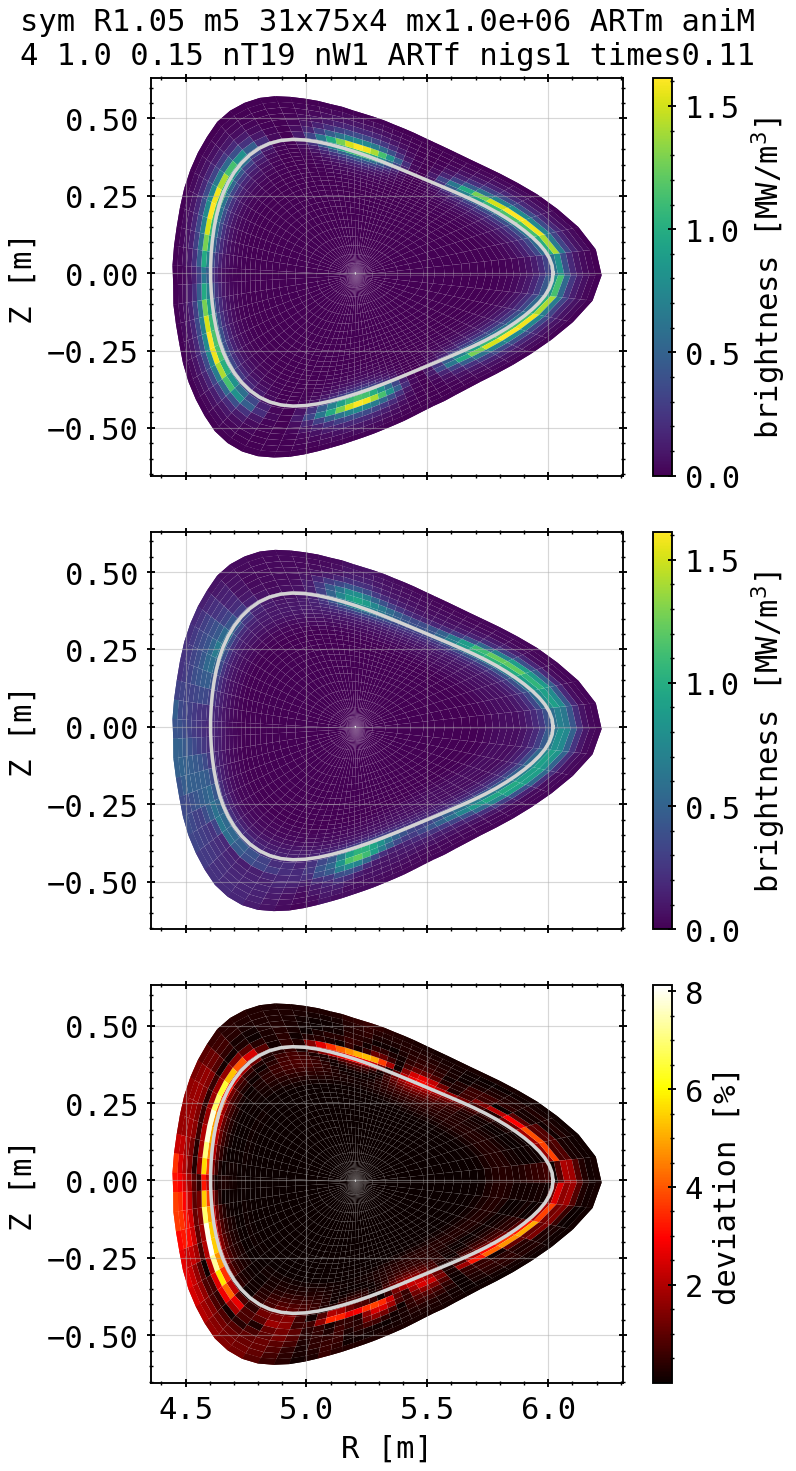 sym R1.05 m5 31x75x4 mx1.0e+06 ARTm aniM
4 1.0 0.15 nT19 nW1 ARTf nigs1 times0.11
0.50
0.25
0.00
−0.25
−0.50
Z [m]
1.5
1.0
0.5
0.0
brightness [MW/m³]
0.50
0.25
0.00
−0.25
−0.50
Z [m]
1.5
1.0
0.5
0.0
brightness [MW/m³]
0.50
0.25
0.00
−0.25
−0.50
Z [m]
8
6
4
2
deviation [%]
4.5 5.0 5.5 6.0
R [m]